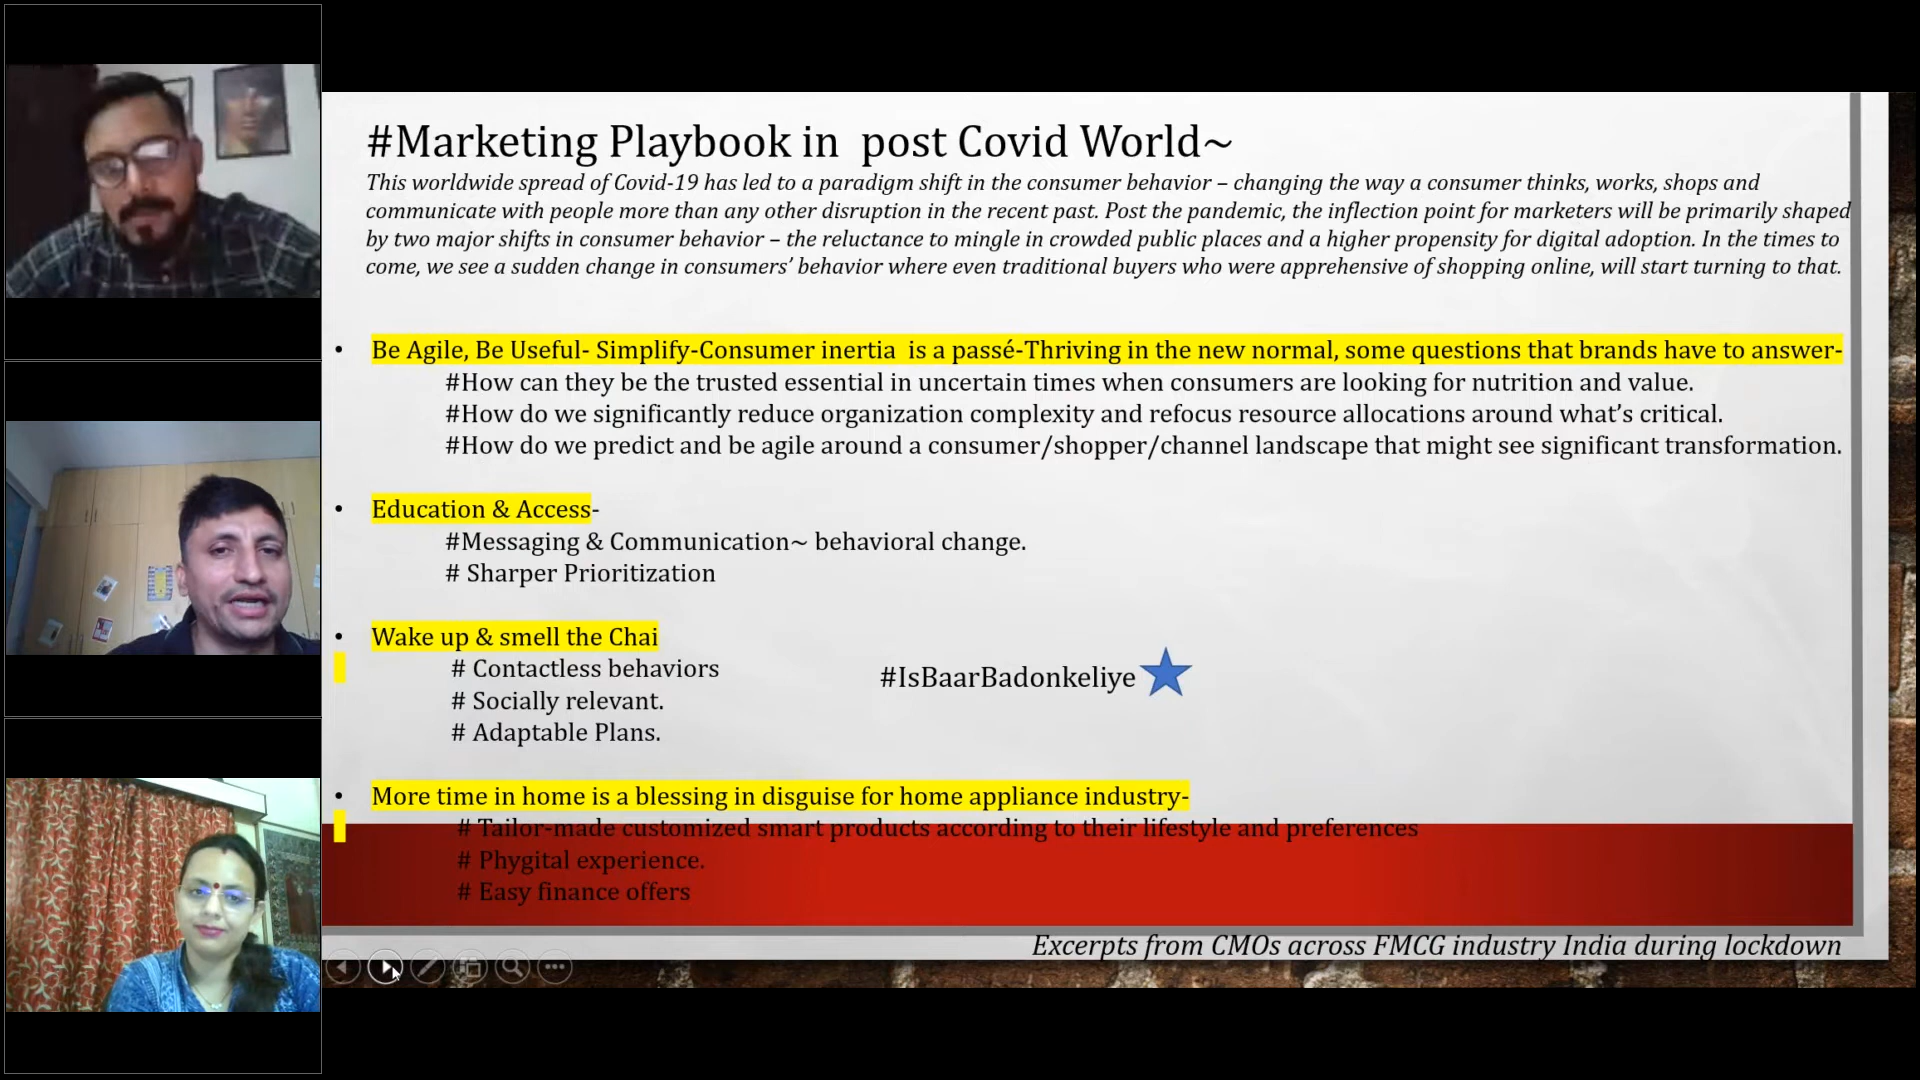 #Marketing Playbook in  post Covid World~
This worldwide spread of Covid-19 has led to a paradigm shift in the consumer behavior – changing the way a consumer thinks, works, shops and
communicate with people more than any other disruption in the recent past. Post the pandemic, the inflection point for marketers will be primarily shaped
by two major shifts in consumer behavior – the reluctance to mingle in crowded public places and a higher propensity for digital adoption. In the times to
come, we see a sudden change in consumers’ behavior where even traditional buyers who were apprehensive of shopping online, will start turning to that.
• Be Agile, Be Useful- Simplify-Consumer inertia  is a passé-Thriving in the new normal, some questions that brands have to answer-
#How can they be the trusted essential in uncertain times when consumers are looking for nutrition and value.
#How do we significantly reduce organization complexity and refocus resource allocations around what’s critical.
#How do we predict and be agile around a consumer/shopper/channel landscape that might see significant transformation.
• Education & Access-
#Messaging & Communication~ behavioral change.
# Sharper Prioritization
• Wake up & smell the Chai
# Contactless behaviors
#IsBaarBadonkeliye
# Socially relevant.
# Adaptable Plans.
• More time in home is a blessing in disguise for home appliance industry-
# Tailor-made customized smart products according to their lifestyle and preferences
# Phygital experience.
# Easy finance offers
Excerpts from CMOs across FMCG industry India during lockdown